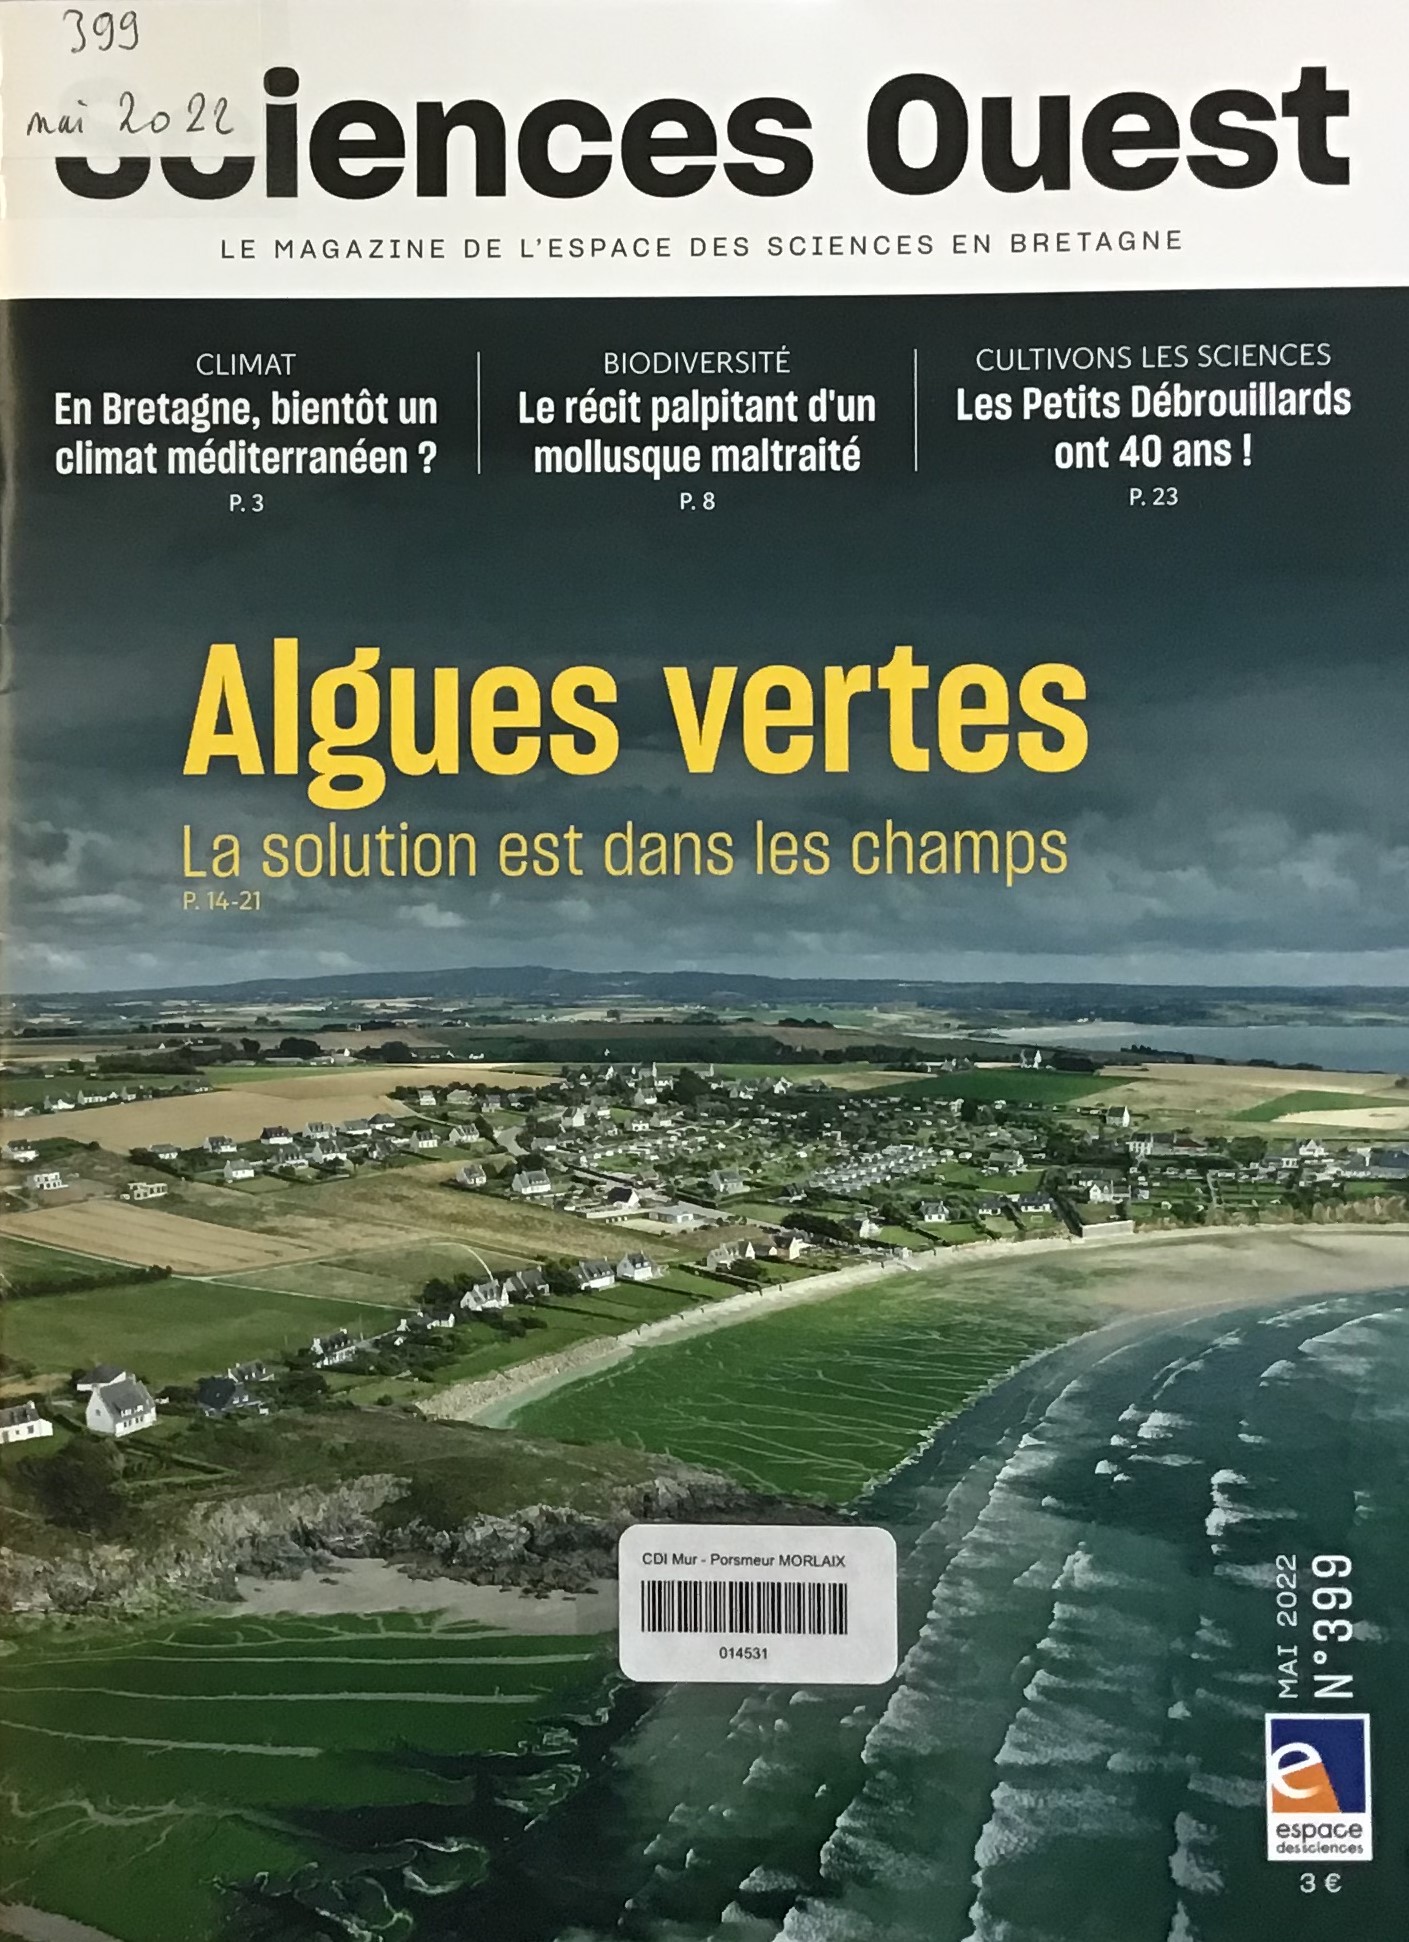 399
mai 2022
Sciences Ouest
LE MAGAZINE DE L'ESPACE DES SCIENCES EN BRETAGNE
CLIMAT
En Bretagne, bientôt un
climat méditerranéen ?
P. 3
BIODIVERSITÉ
Le récit palpitant d'un
mollusque maltraité
P. 8
CULTIVONS LES SCIENCES
Les Petits Débrouillards
ont 40 ans !
P. 23
Algues vertes
La solution est dans les champs
P. 14-21
CDI Mur - Porsmeur MORLAIX
014531
MAI 2022
N°399
e
espace
des sciences
3 €